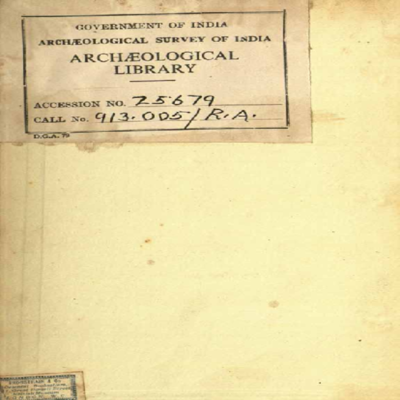 GOVERNMENT OF INDIA
ARCHÆOLOGICAL SURVEY OF INDIA
ARCHÆOLOGICAL
LIBRARY
ACCESSION NO. 25679
CALL No. 913.005/R.A.
D.G.A. 79